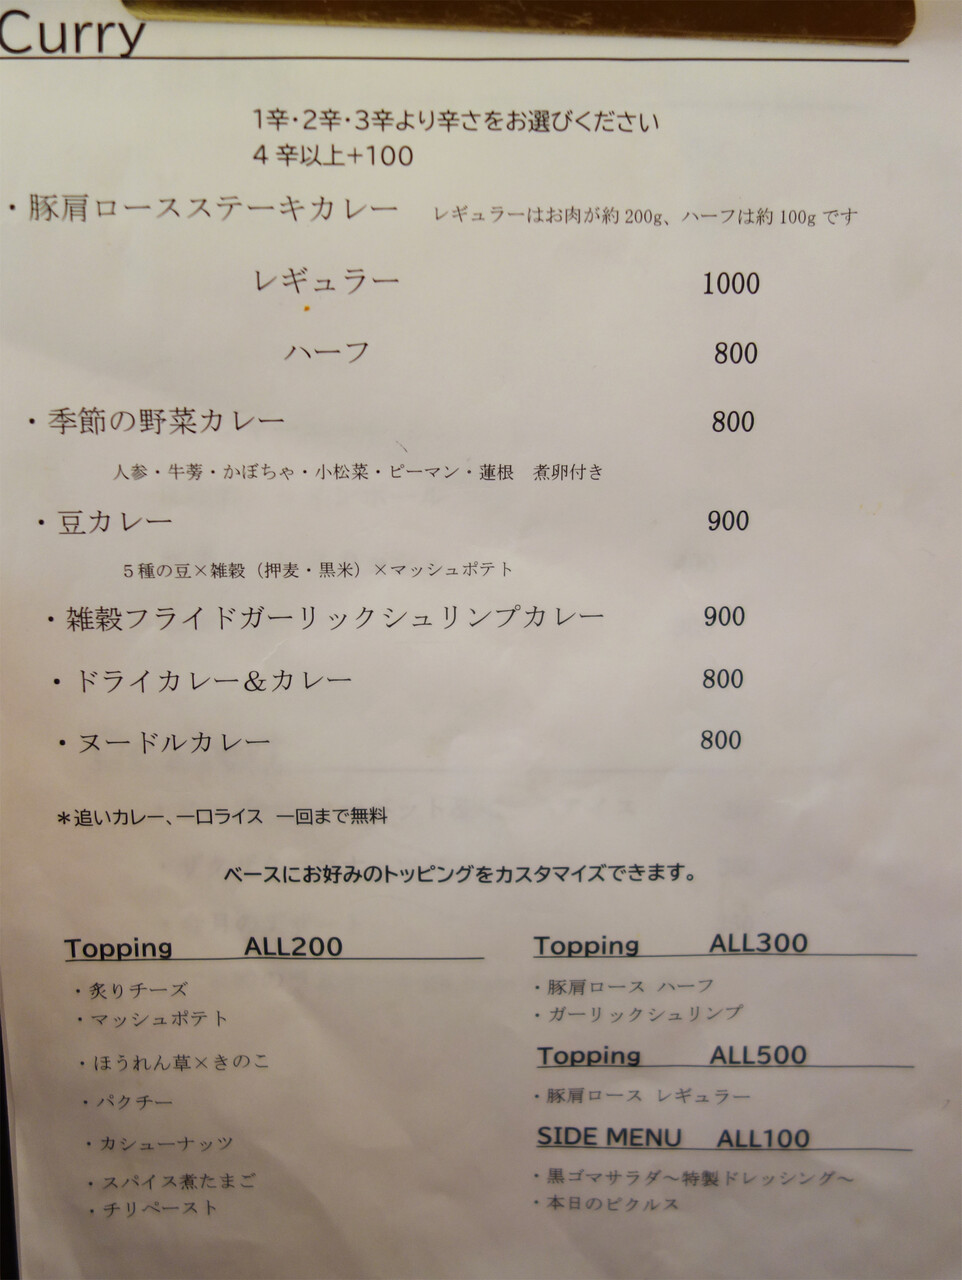 Curry
1辛・2辛・3辛より辛さをお選びください
4 辛以上+100
・豚肩ロースステーキカレー　レギュラーはお肉が約 200g、ハーフは約 100g です
レギュラー　1000
ハーフ　800
・季節の野菜カレー　800
人参・牛蒡・かぼちゃ・小松菜・ピーマン・蓮根　煮卵付き
・豆カレー　900
５種の豆×雑穀（押麦・黒米）×マッシュポテト
・雑穀フライドガーリックシュリンプカレー　900
・ドライカレー＆カレー　800
・ヌードルカレー　800
＊追いカレー、一口ライス 一回まで無料
ベースにお好みのトッピングをカスタマイズできます。
Topping　ALL200
・炙りチーズ
・マッシュポテト
・ほうれん草×きのこ
・パクチー
・カシューナッツ
・スパイス煮たまご
・チリペースト
Topping　ALL300
・豚肩ロース ハーフ
・ガーリックシュリンプ
Topping　ALL500
・豚肩ロース レギュラー
SIDE MENU　ALL100
・黒ゴマサラダ～特製ドレッシング～
・本日のピクルス